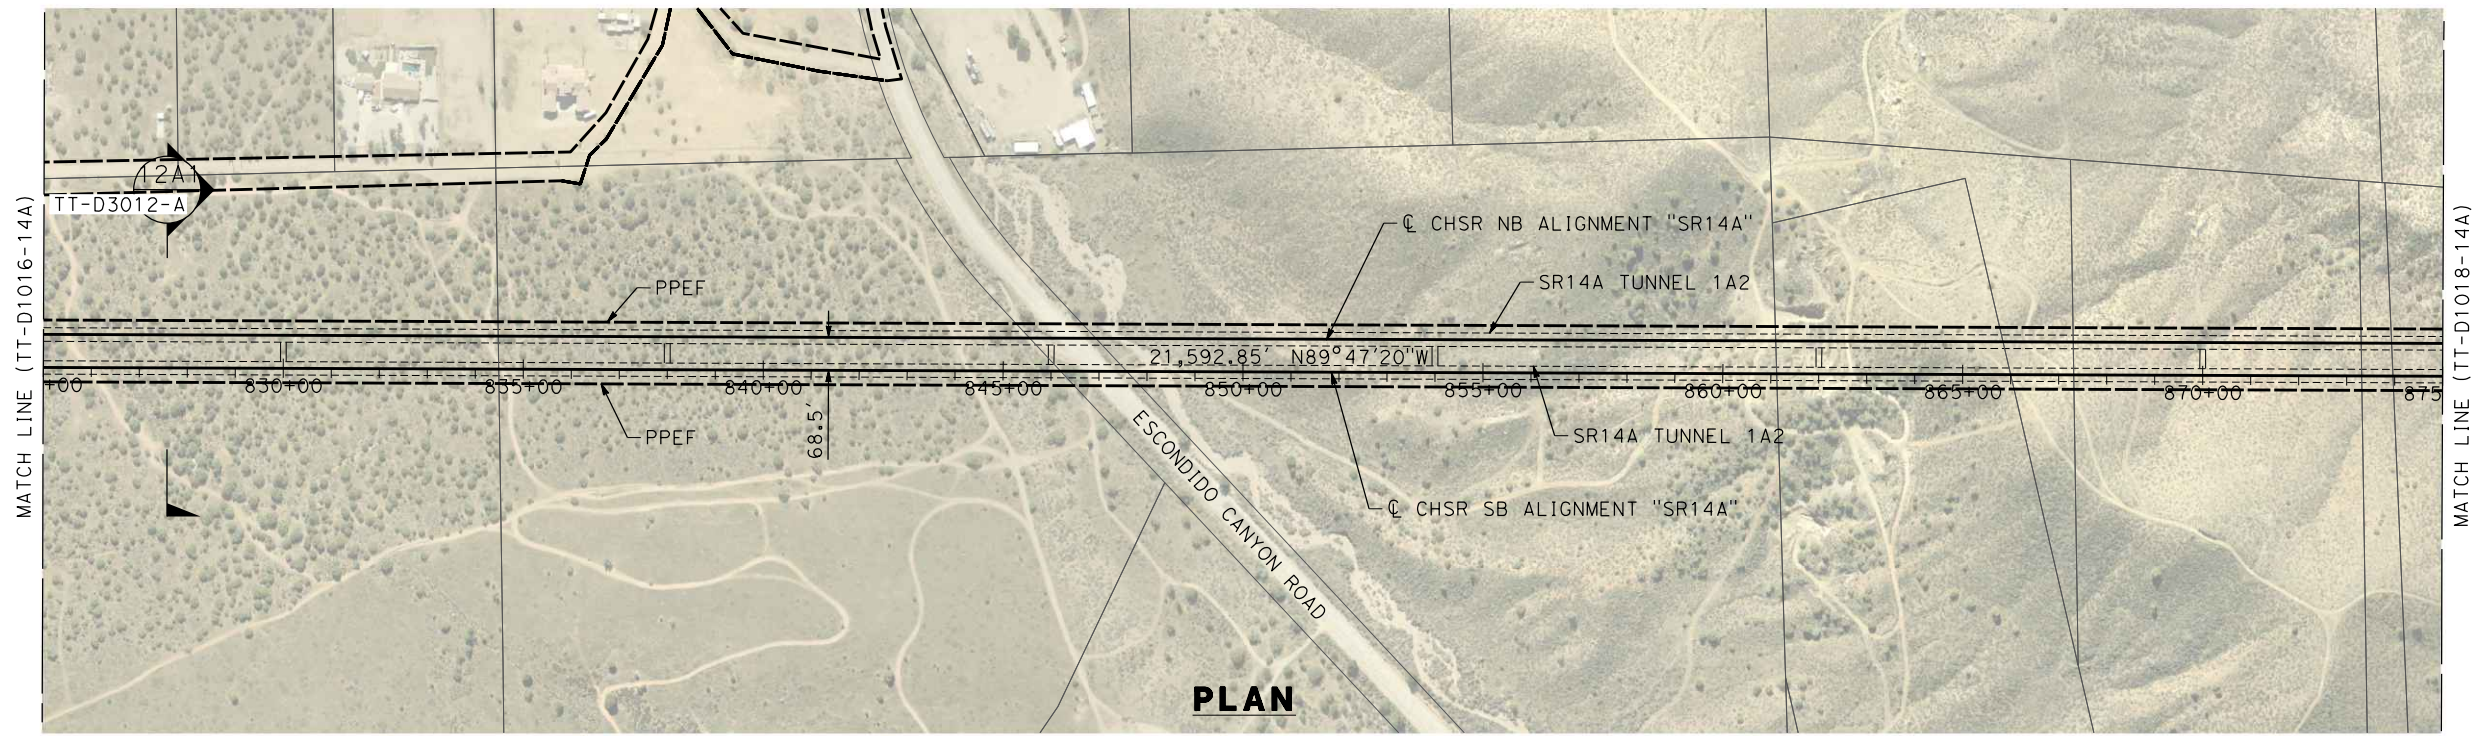 12A1
TT-D3012-A
MATCH LINE (TT-D1016-14A)
MATCH LINE (TT-D1018-14A)
℄ CHSR NB ALIGNMENT "SR14A"
PPEF
SR14A TUNNEL 1A2
21,592.85' N89°47'20"W
+00 830+00 835+00 840+00 845+00 850+00 855+00 860+00 865+00 870+00 875
68.5'
PPEF
SR14A TUNNEL 1A2
℄ CHSR SB ALIGNMENT "SR14A"
ESCONDIDO CANYON ROAD
PLAN